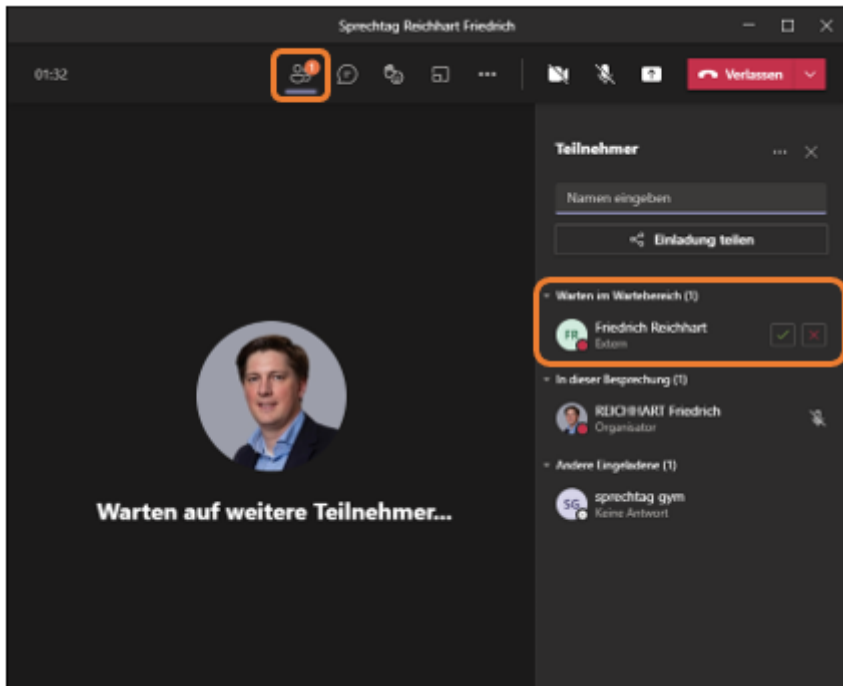 Sprechtag Reichhart Friedrich
01:32
1
Verlassen
Teilnehmer
Namen eingeben
Einladung teilen
Warten im Wartebereich (1)
FR
Friedrich Reichhart
Extern
In dieser Besprechung (1)
REICHHART Friedrich
Organisator
Andere Eingeladene (1)
SG
sprechtag gym
Keine Antwort
Warten auf weitere Teilnehmer...